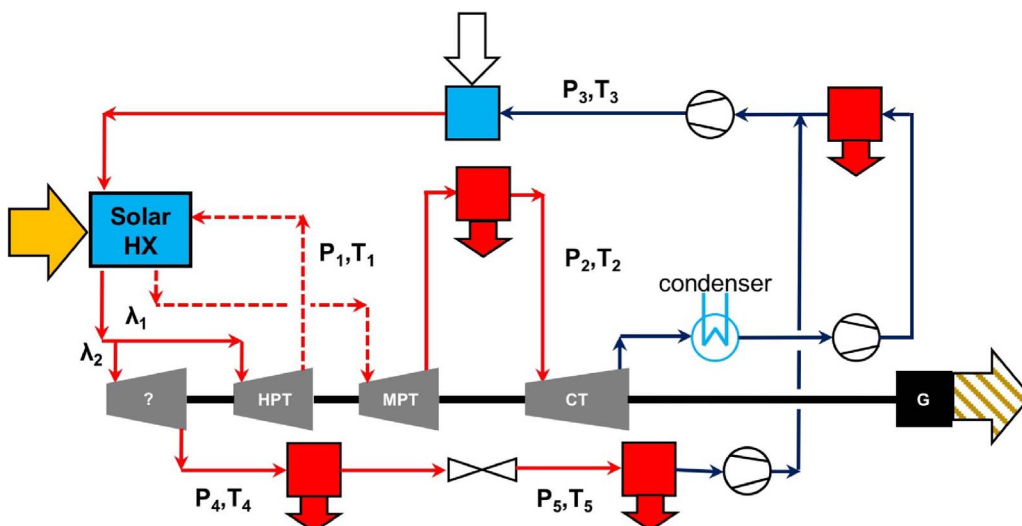 P₃,T₃
Solar
HX
P₁,T₁
P₂,T₂
condenser
λ₁
λ₂
?
HPT
MPT
CT
G
P₄,T₄
P₅,T₅